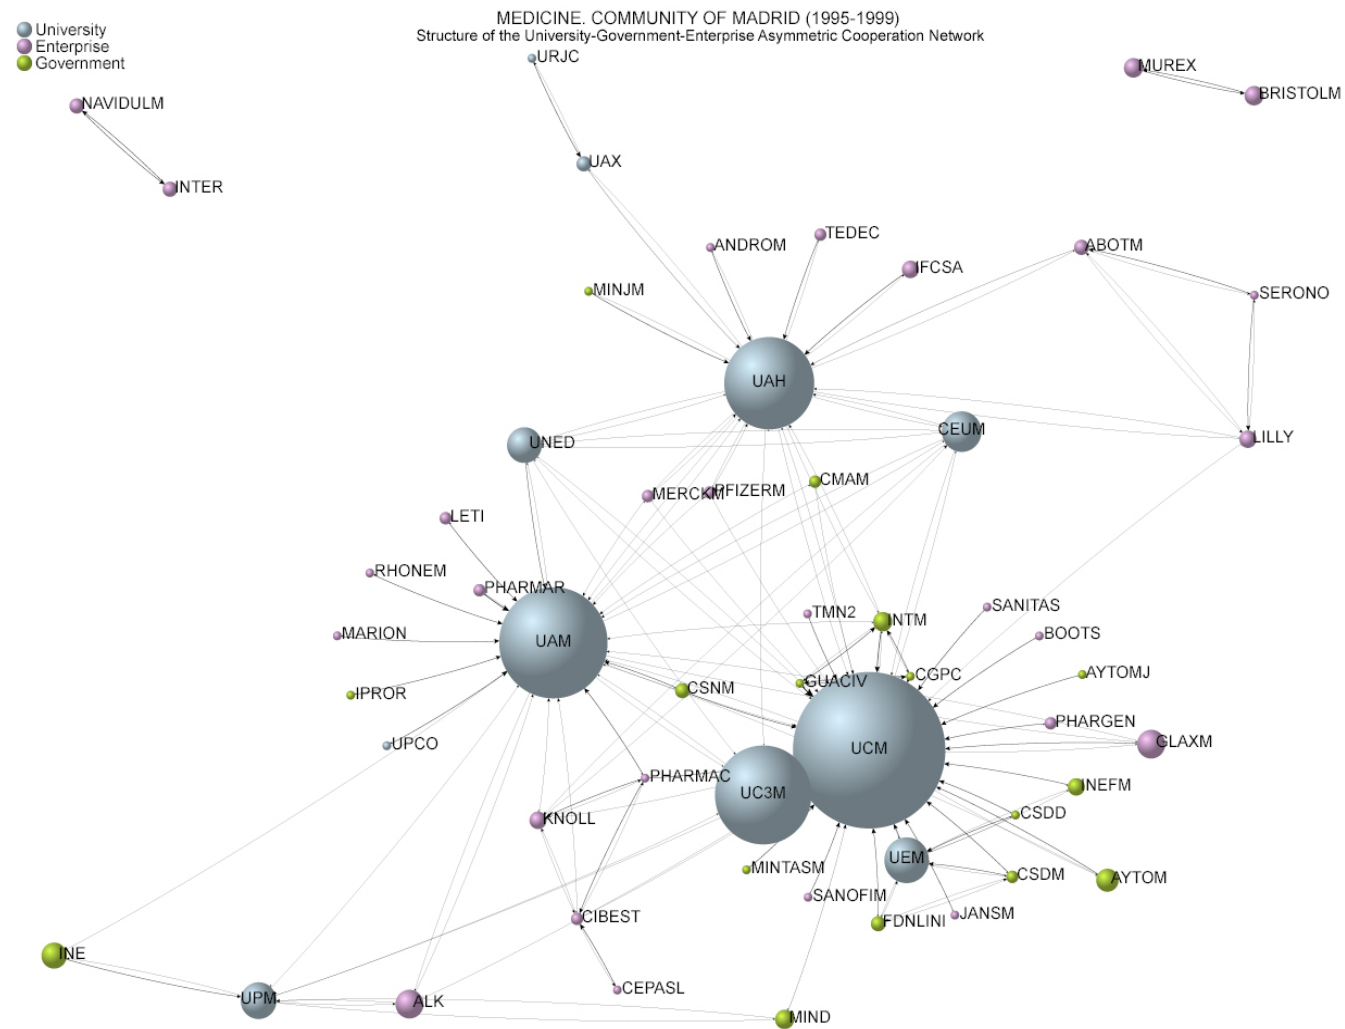 MEDICINE. COMMUNITY OF MADRID (1995-1999)
Structure of the University-Government-Enterprise Asymmetric Cooperation Network
University
Enterprise
Government
URJC
MUREX
BRISTOLM
NAVIDULM
UAX
INTER
TEDEC
ANDROM
ABOTM
IFCSA
MINJM
SERONO
UAH
CEUM
LILLY
UNED
CMAM
MERCKM
PFIZERM
LETI
RHONEM
PHARMAR
SANITAS
TMN2
INTM
MARION
BOOTS
UAM
AYTOMJ
CGPC
GUACIV
CSNM
IPROR
PHARGEN
GLAXM
UPCO
UCM
PHARMAC
INEFM
UC3M
CSDD
KNOLL
UEM
MINTASM
CSDM
AYTOM
SANOFIM
JANSM
CIBEST
FDNLINI
INE
CEPASL
UPM
ALK
MIND